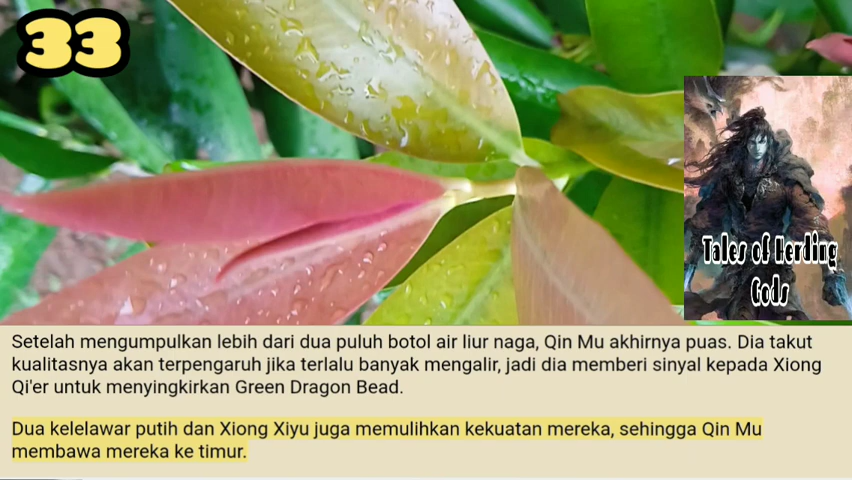 33
Tales of Herding
Gods
Setelah mengumpulkan lebih dari dua puluh botol air liur naga, Qin Mu akhirnya puas. Dia takut
kualitasnya akan terpengaruh jika terlalu banyak mengalir, jadi dia memberi sinyal kepada Xiong
Qi'er untuk menyingkirkan Green Dragon Bead.
Dua kelelawar putih dan Xiong Xiyu juga memulihkan kekuatan mereka, sehingga Qin Mu
membawa mereka ke timur.